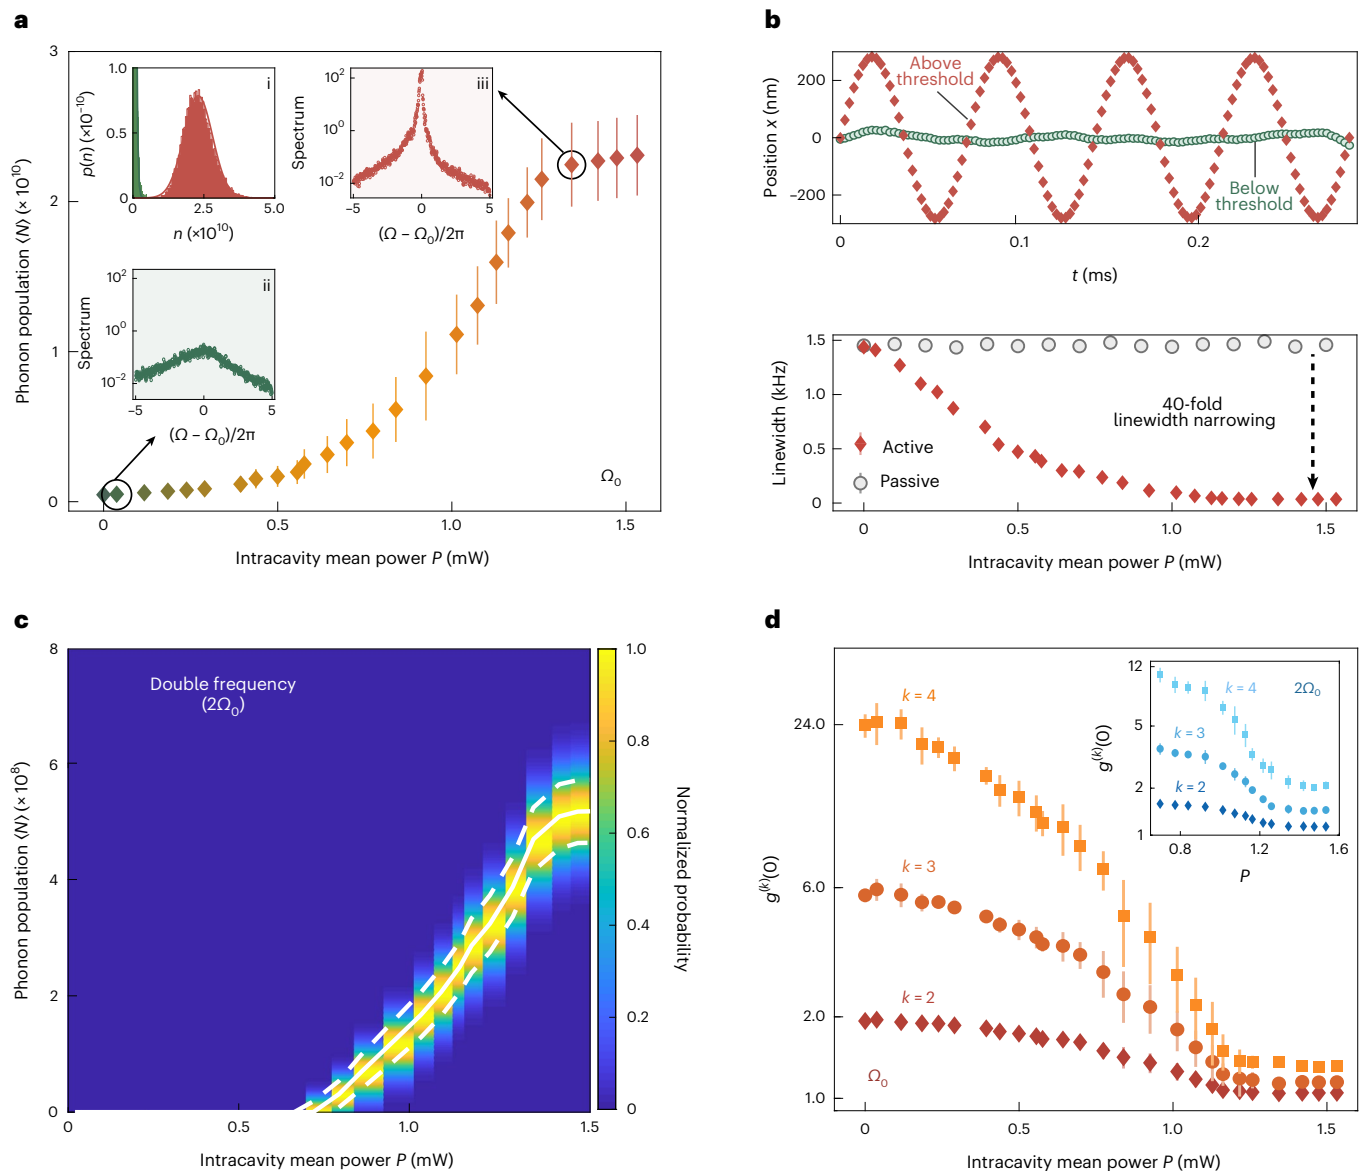 a
3
2
1
0
Phonon population ⟨N⟩ (× 10¹⁰)
0
0.5
1.0
1.5
Intracavity mean power P (mW)
Ω₀
i
1.0
0.5
0
p(n) (×10⁻¹⁰)
0
2.5
5.0
n (×10¹⁰)
iii
10²
10⁰
10⁻²
Spectrum
−5
0
5
(Ω − Ω₀)/2π
ii
10²
10⁰
10⁻²
Spectrum
−5
0
5
(Ω − Ω₀)/2π
b
200
0
−200
Position x (nm)
Above
threshold
Below
threshold
0
0.1
0.2
t (ms)
1.5
1.0
0.5
0
Linewidth (kHz)
40-fold
linewidth narrowing
Active
Passive
0
0.5
1.0
1.5
Intracavity mean power P (mW)
c
8
6
4
2
0
Phonon population ⟨N⟩ (× 10⁸)
Double frequency
(2Ω₀)
0
0.5
1.0
1.5
Intracavity mean power P (mW)
1.0
0.8
0.6
0.4
0.2
0
Normalized probability
d
24.0
6.0
2.0
1.0
g⁽ᵏ⁾(0)
k = 4
k = 3
k = 2
Ω₀
0
0.5
1.0
1.5
Intracavity mean power P (mW)
12
5
2
1
g⁽ᵏ⁾(0)
k = 4
2Ω₀
k = 3
k = 2
0.8
1.2
1.6
P